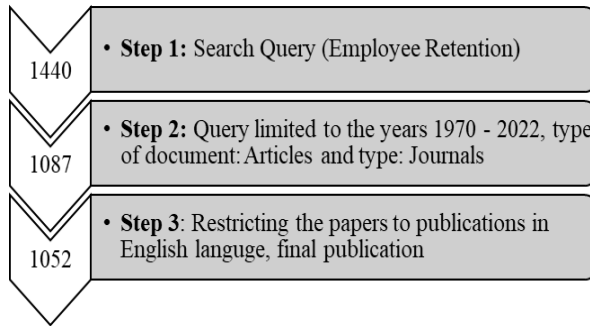 1440
• Step 1: Search Query (Employee Retention)
1087
• Step 2: Query limited to the years 1970 - 2022, type
of document: Articles and type: Journals
1052
• Step 3: Restricting the papers to publications in
English languge, final publication